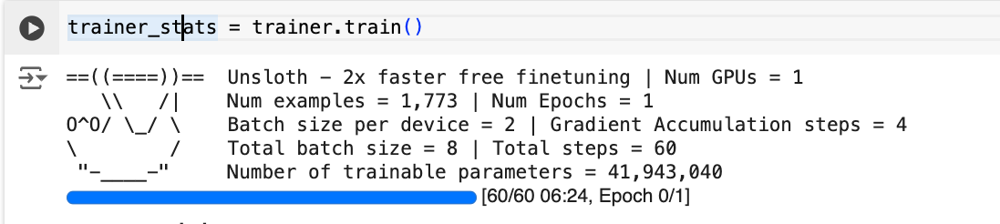 trainer_stats = trainer.train()
==((====))==  Unsloth - 2x faster free finetuning | Num GPUs = 1
   \\   /|    Num examples = 1,773 | Num Epochs = 1
O^O/ \_/ \    Batch size per device = 2 | Gradient Accumulation steps = 4
\        /    Total batch size = 8 | Total steps = 60
 "-____-"     Number of trainable parameters = 41,943,040
[60/60 06:24, Epoch 0/1]